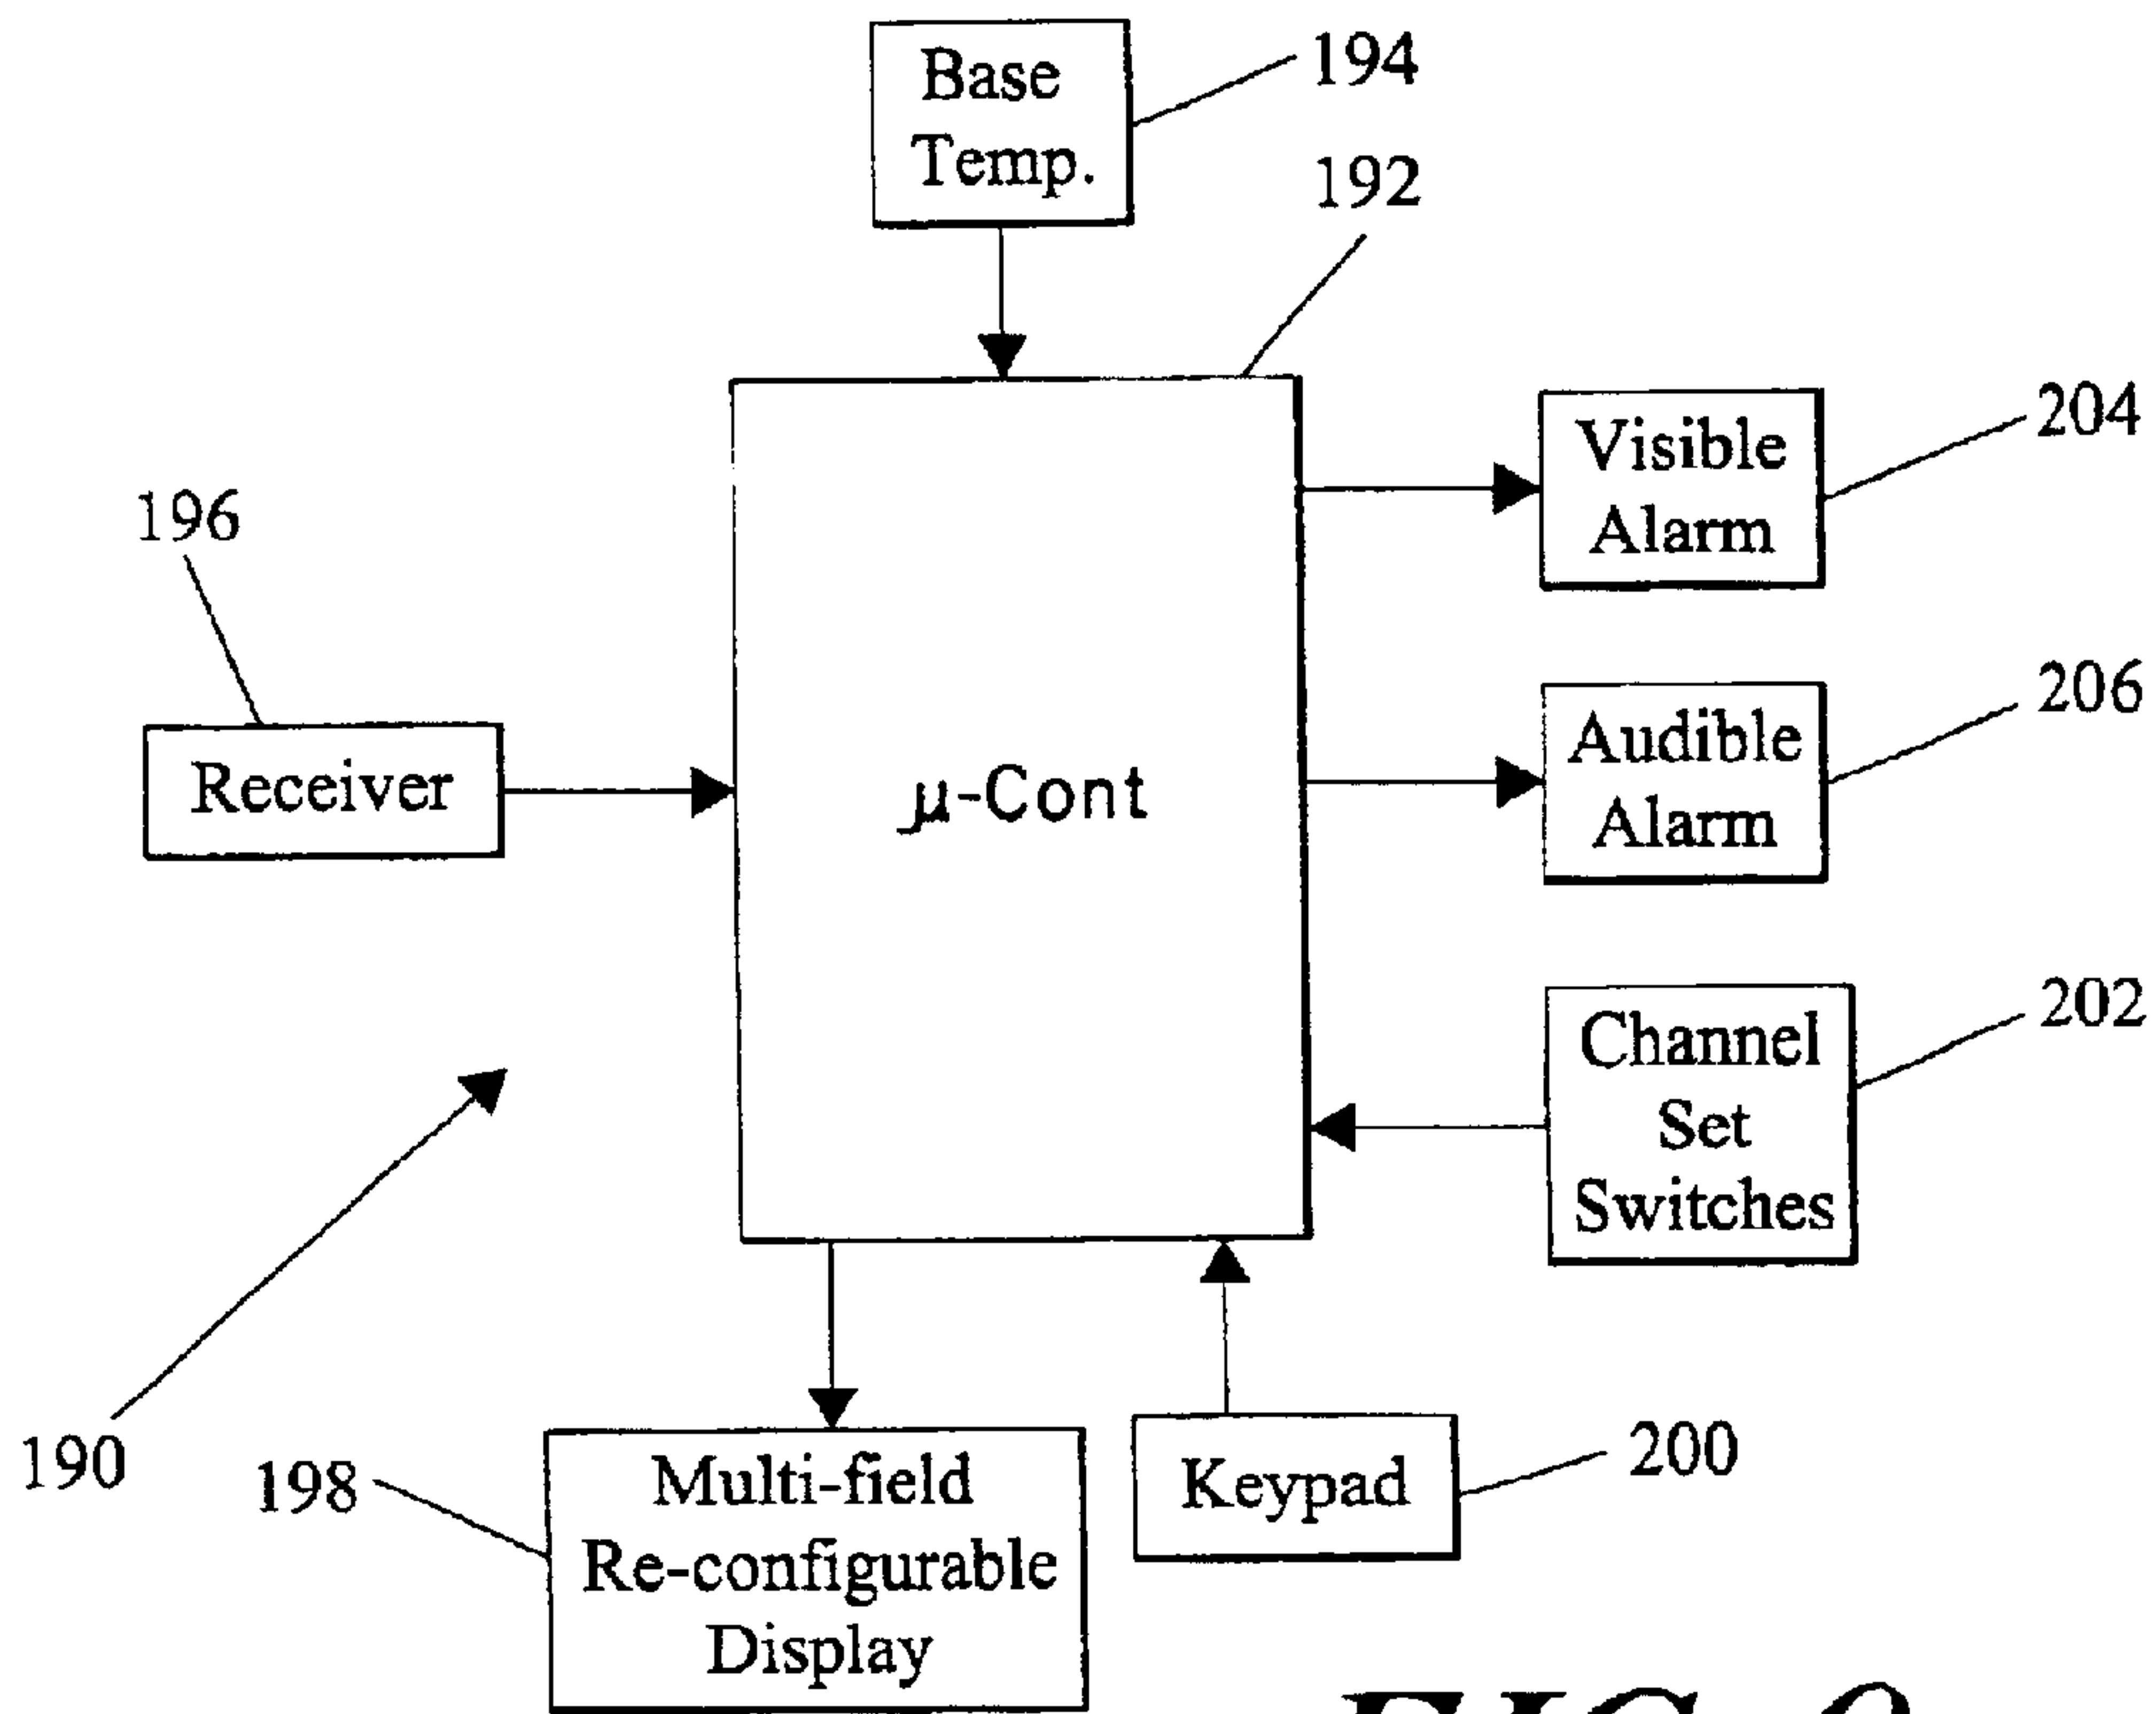 Base
Temp.
194
192
Visible
Alarm
204
196
Receiver
μ-Cont
Audible
Alarm
206
Channel
Set
Switches
202
190
198
Multi-field
Re-configurable
Display
Keypad
200